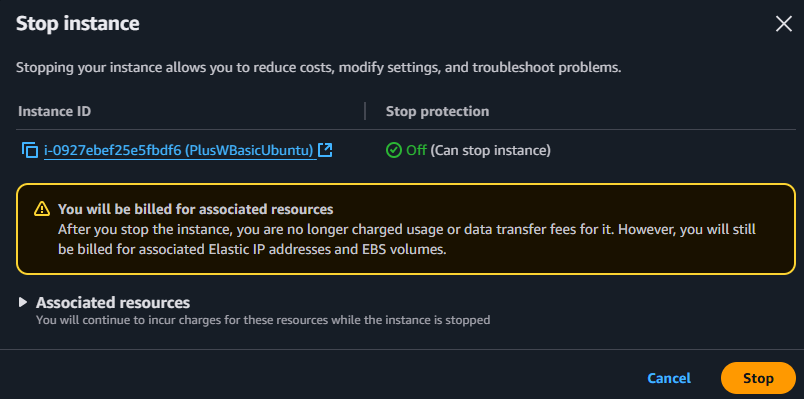 Stop instance
Stopping your instance allows you to reduce costs, modify settings, and troubleshoot problems.
Instance ID
Stop protection
i-0927ebef25e5fbdf6 (PlusWBasicUbuntu)
Off (Can stop instance)
You will be billed for associated resources
After you stop the instance, you are no longer charged usage or data transfer fees for it. However, you will still
be billed for associated Elastic IP addresses and EBS volumes.
Associated resources
You will continue to incur charges for these resources while the instance is stopped
Cancel
Stop